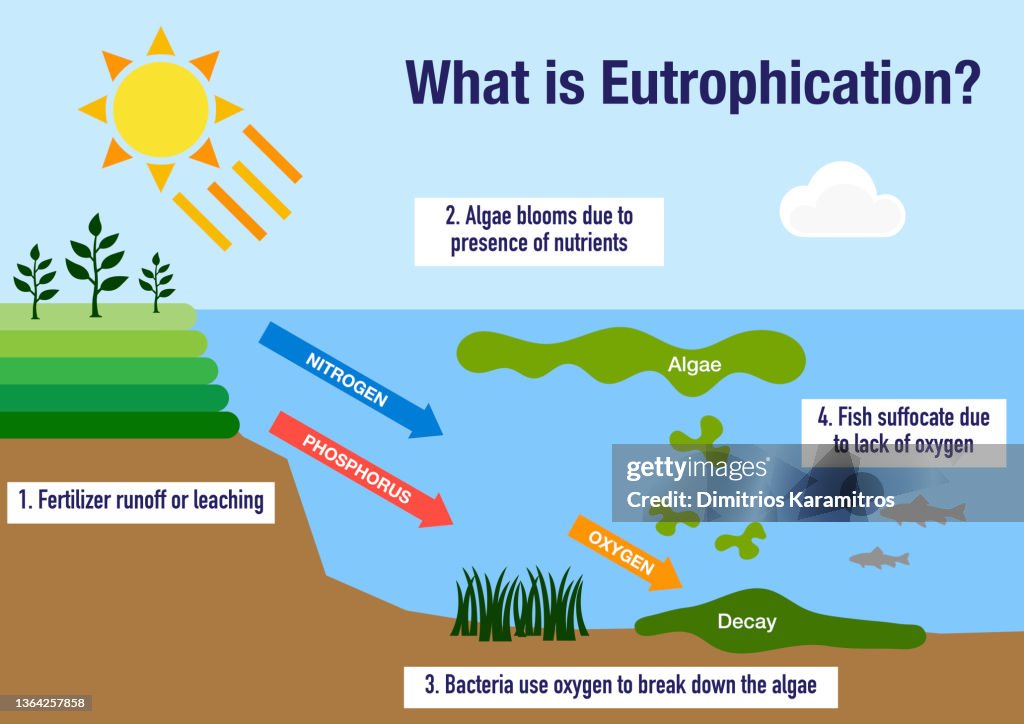 What is Eutrophication?
2. Algae blooms due to
presence of nutrients
NITROGEN
Algae
PHOSPHORUS
4. Fish suffocate due
to lack of oxygen
gettyimages®
Credit: Dimitrios Karamitros
1. Fertilizer runoff or leaching
OXYGEN
Decay
3. Bacteria use oxygen to break down the algae
1364257858